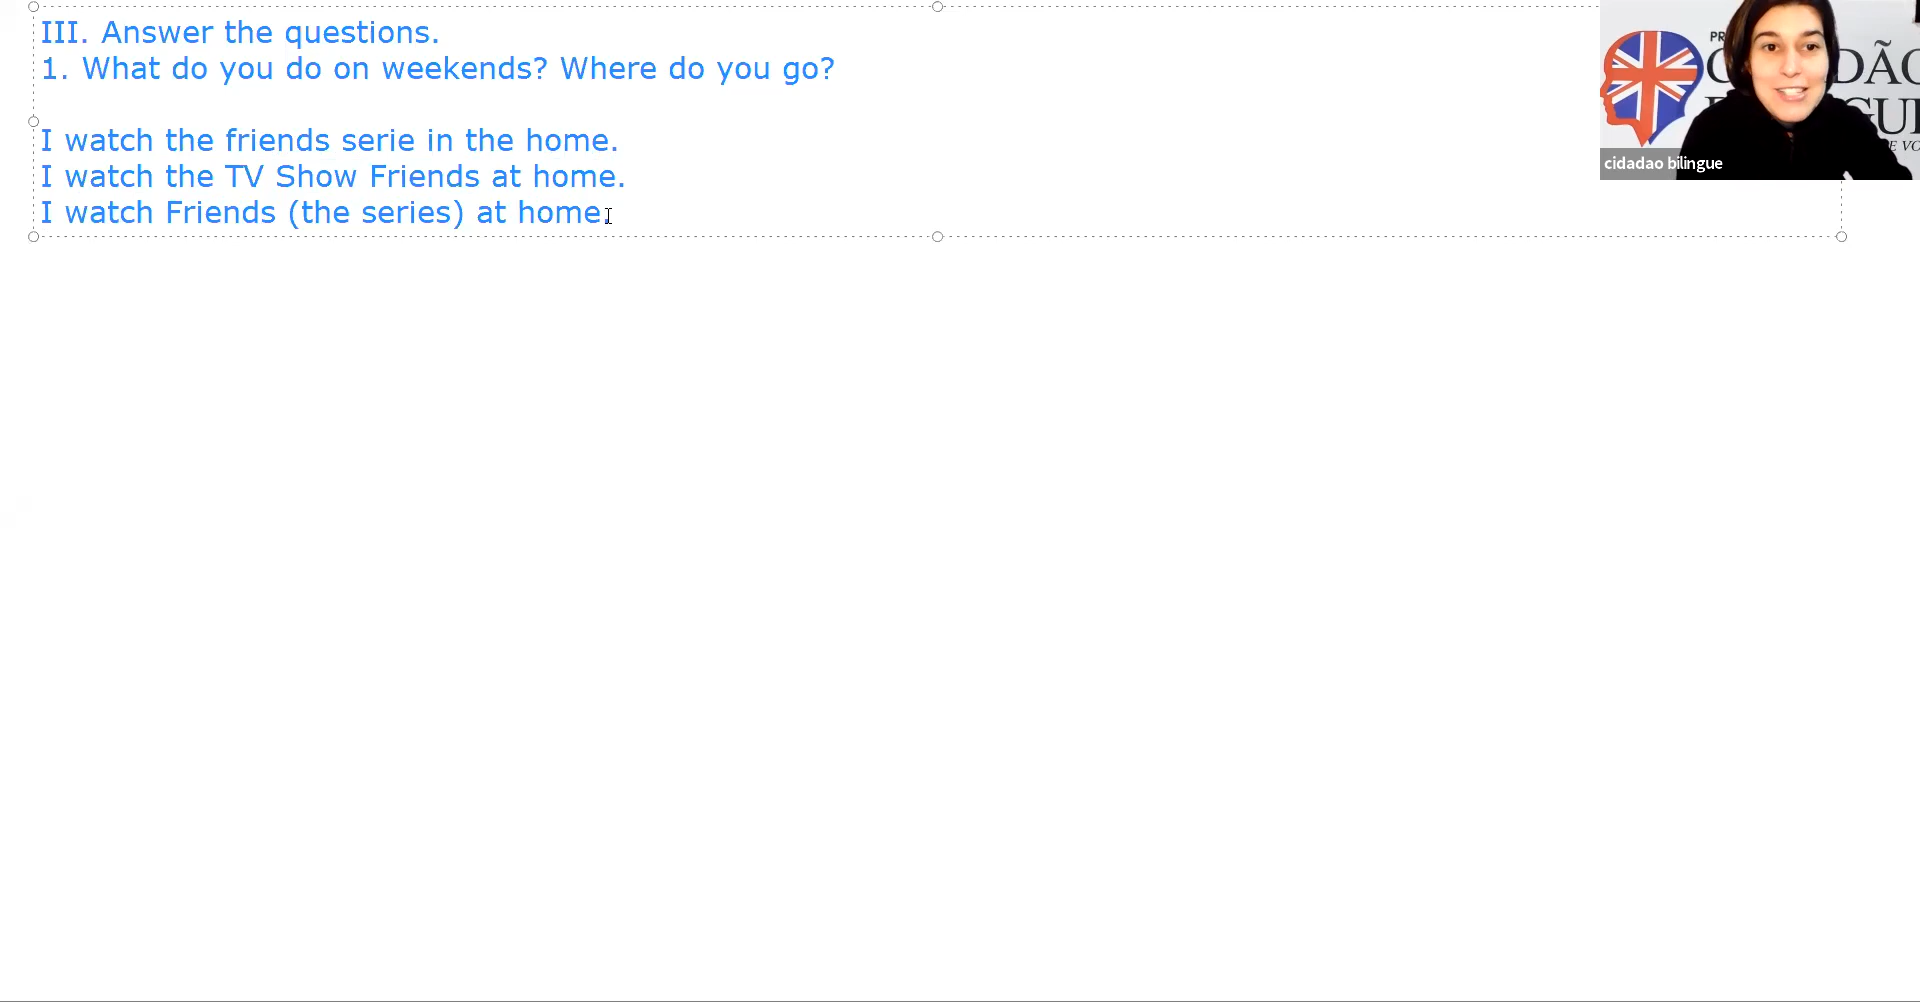 III. Answer the questions.
1. What do you do on weekends? Where do you go?
I watch the friends serie in the home.
I watch the TV Show Friends at home.
I watch Friends (the series) at home.
cidadao bilingue